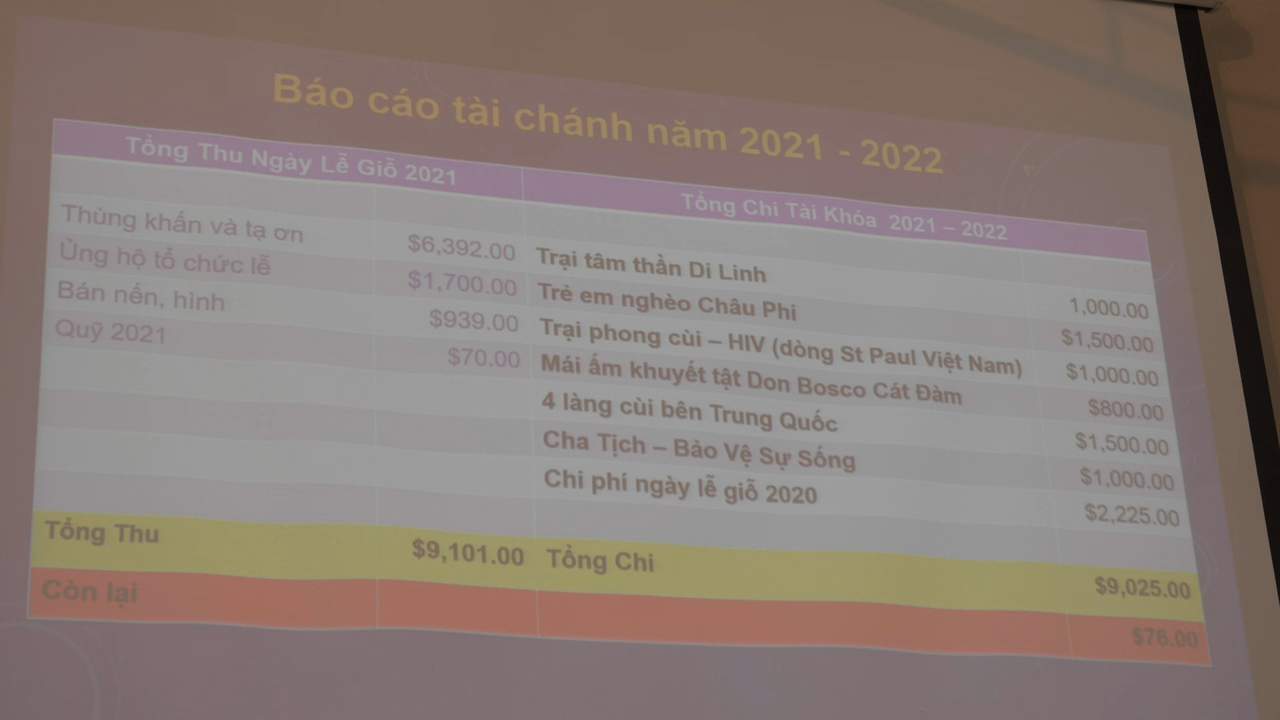 Báo cáo tài chánh năm 2021 - 2022
Tổng Thu Ngày Lễ Giỗ 2021 Tổng Chi Tài Khóa 2021 – 2022
Thùng khấn và tạ ơn $6,392.00 Trại tâm thần Di Linh 1,000.00
Ủng hộ tổ chức lễ $1,700.00 Trẻ em nghèo Châu Phi $1,500.00
Bán nến, hình $939.00 Trại phong cùi – HIV (dòng St Paul Việt Nam) $1,000.00
Quỹ 2021 $70.00 Mái ấm khuyết tật Don Bosco Cát Đàm $800.00
4 làng cùi bên Trung Quốc $1,500.00
Cha Tịch – Bảo Vệ Sự Sống $1,000.00
Chi phí ngày lễ giỗ 2020 $2,225.00
Tổng Thu $9,101.00 Tổng Chi $9,025.00
Còn lại $76.00